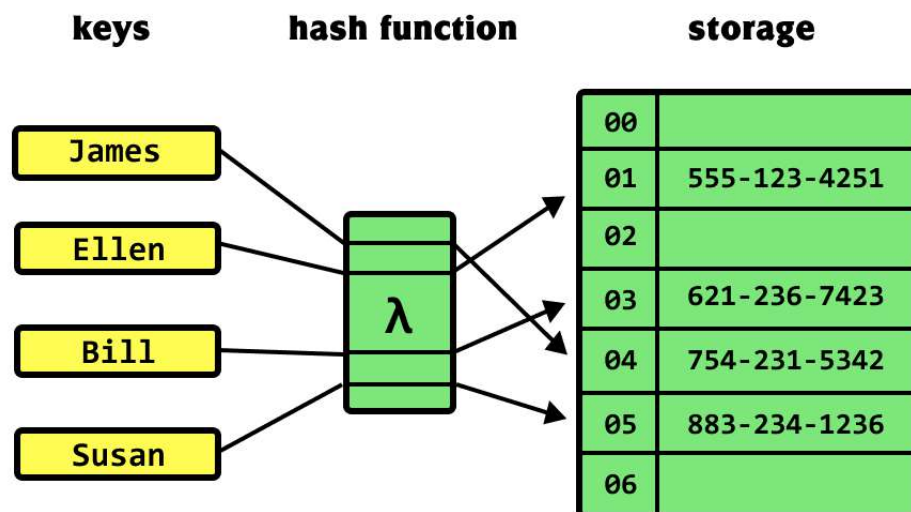 keys
hash function
storage
James
Ellen
Bill
Susan
λ
00
01 555-123-4251
02
03 621-236-7423
04 754-231-5342
05 883-234-1236
06